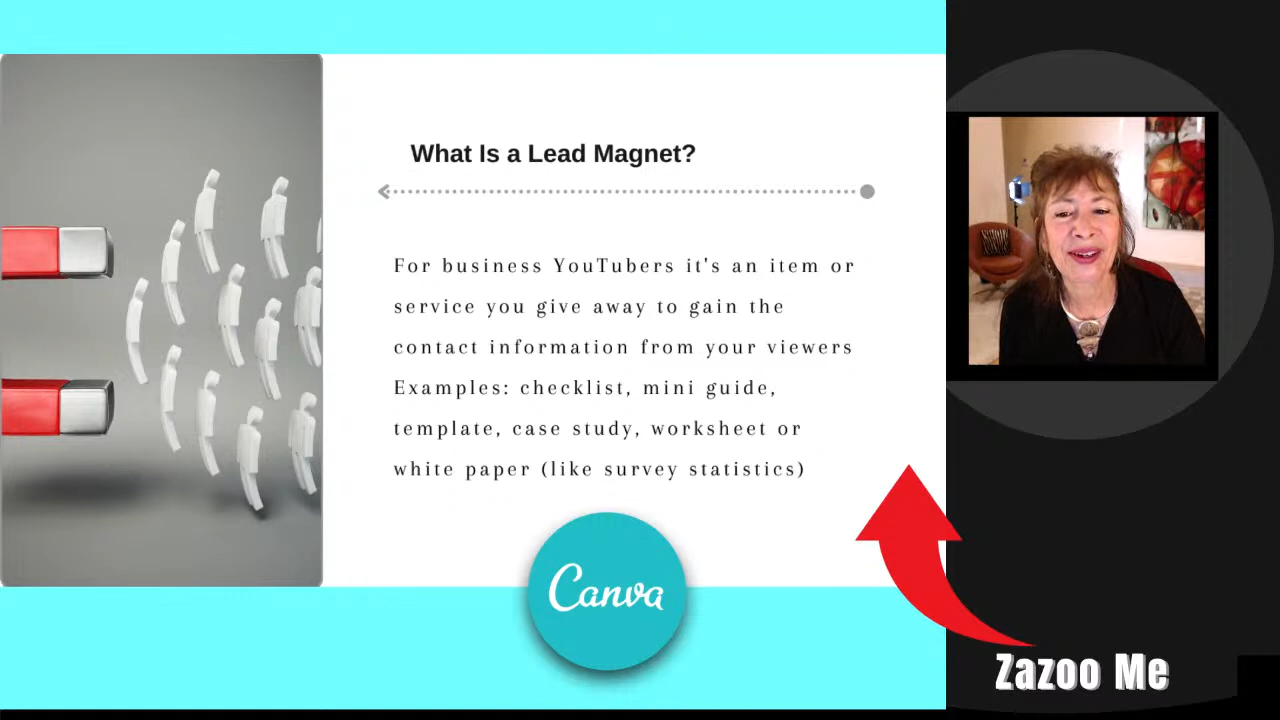 What Is a Lead Magnet?
For business YouTubers it's an item or
service you give away to gain the
contact information from your viewers
Examples: checklist, mini guide,
template, case study, worksheet or
white paper (like survey statistics)
Canva
Zazoo Me